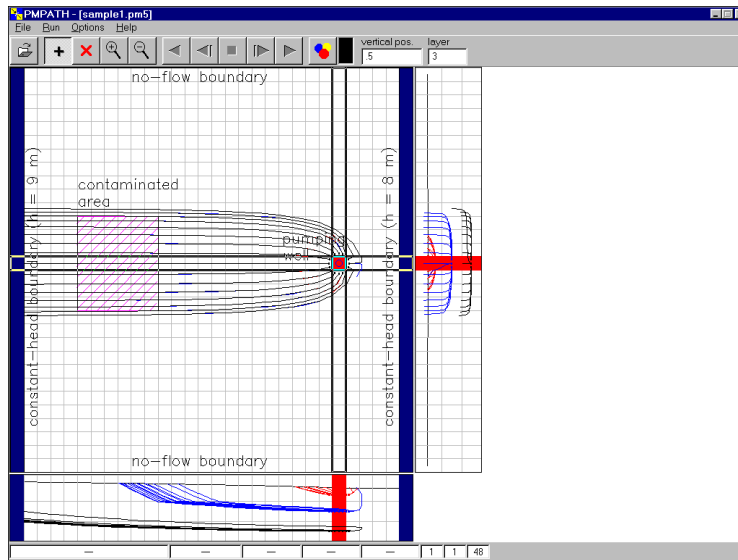 PMPATH - [sample1.pm5]
File Run Options Help
vertical pos. layer
.5 3
no-flow boundary
constant-head boundary (h = 9 m)
contaminated
area
pumping
well
constant-head boundary (h = 8 m)
no-flow boundary
— — — — — 1 1 48